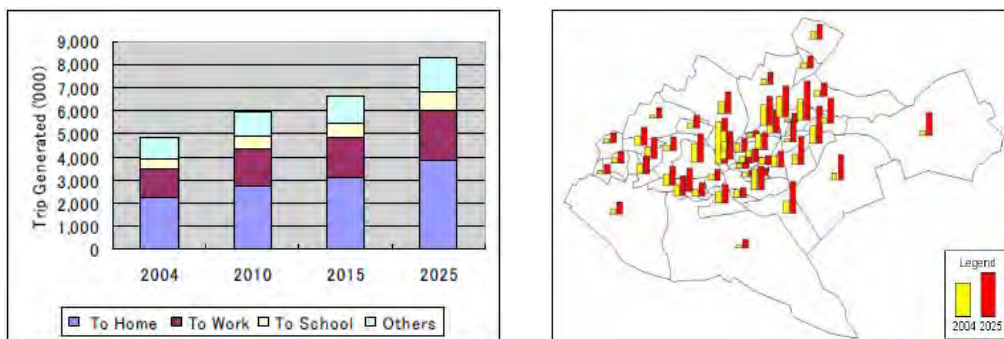 Trip Generated ('000)
9,000
8,000
7,000
6,000
5,000
4,000
3,000
2,000
1,000
0
2004 2010 2015 2025
To Home To Work To School Others
Legend
2004 2025